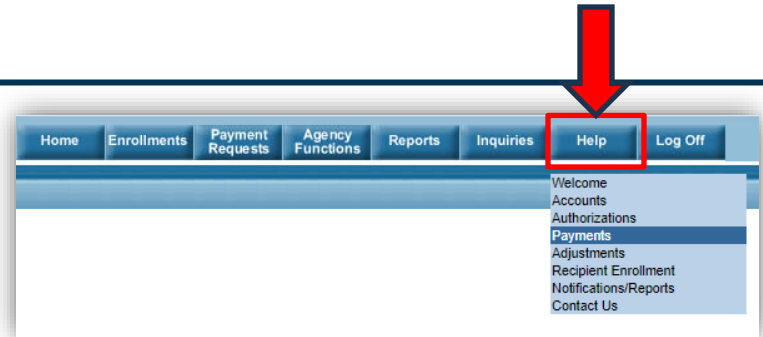 Home
Enrollments
Payment
Requests
Agency
Functions
Reports
Inquiries
Help
Log Off
Welcome
Accounts
Authorizations
Payments
Adjustments
Recipient Enrollment
Notifications/Reports
Contact Us